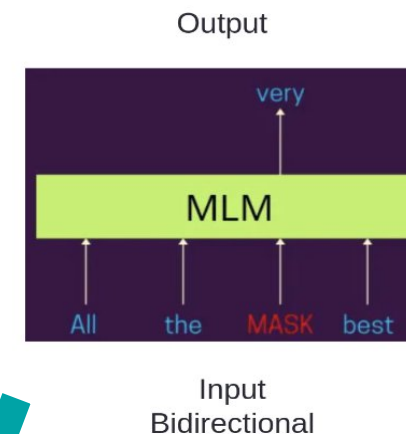 Output
very
MLM
All the MASK best
Input
Bidirectional